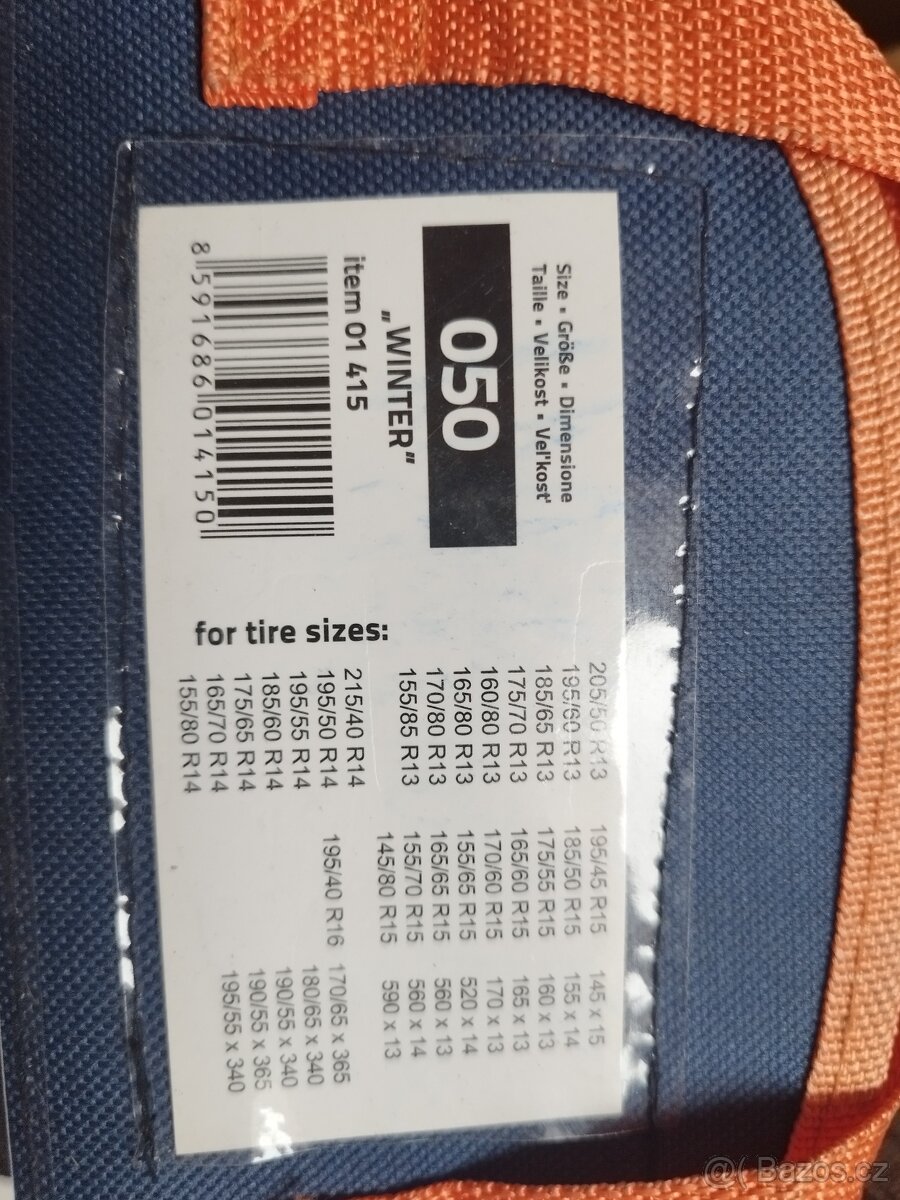 Size ▪ Größe ▪ Dimensione
Taille ▪ Velikost ▪ Veľkosť
050
„WINTER"
item 01 415
8 591686 014150
for tire sizes:
205/50 R13
195/60 R13
185/65 R13
175/70 R13
160/80 R13
165/80 R13
170/80 R13
155/85 R13
215/40 R14
195/50 R14
195/55 R14
185/60 R14
175/65 R14
165/70 R14
155/80 R14
195/45 R15
185/50 R15
175/55 R15
165/60 R15
170/60 R15
155/65 R15
165/65 R15
155/70 R15
145/80 R15
195/40 R16
145 x 15
155 x 14
160 x 13
165 x 13
170 x 13
520 x 14
560 x 13
560 x 14
590 x 13
170/65 x 365
180/65 x 340
190/55 x 340
190/55 x 365
195/55 x 340
@( Bazos.cz